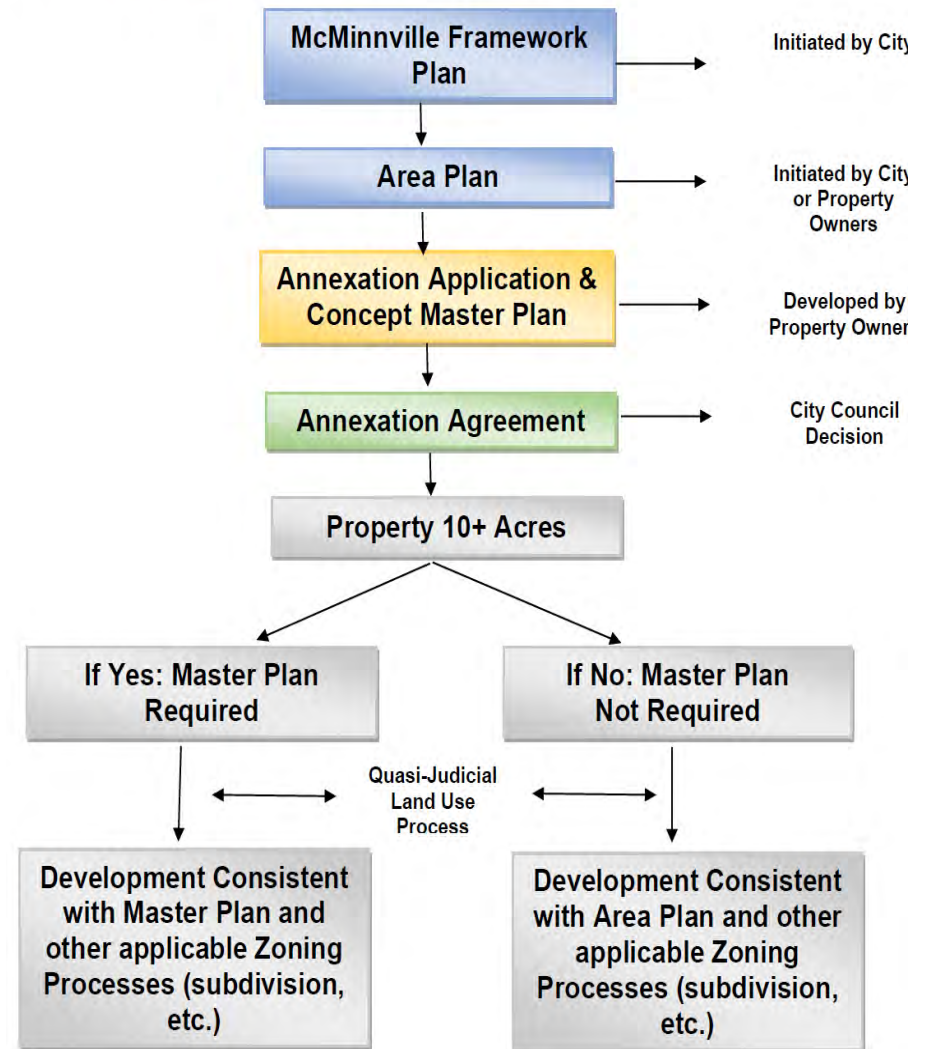 McMinnville Framework
Plan
Initiated by City
Area Plan
Initiated by City
or Property
Owners
Annexation Application &
Concept Master Plan
Developed by
Property Owner
Annexation Agreement
City Council
Decision
Property 10+ Acres
If Yes: Master Plan
Required
If No: Master Plan
Not Required
Quasi-Judicial
Land Use
Process
Development Consistent
with Master Plan and
other applicable Zoning
Processes (subdivision,
etc.)
Development Consistent
with Area Plan and other
applicable Zoning
Processes (subdivision,
etc.)